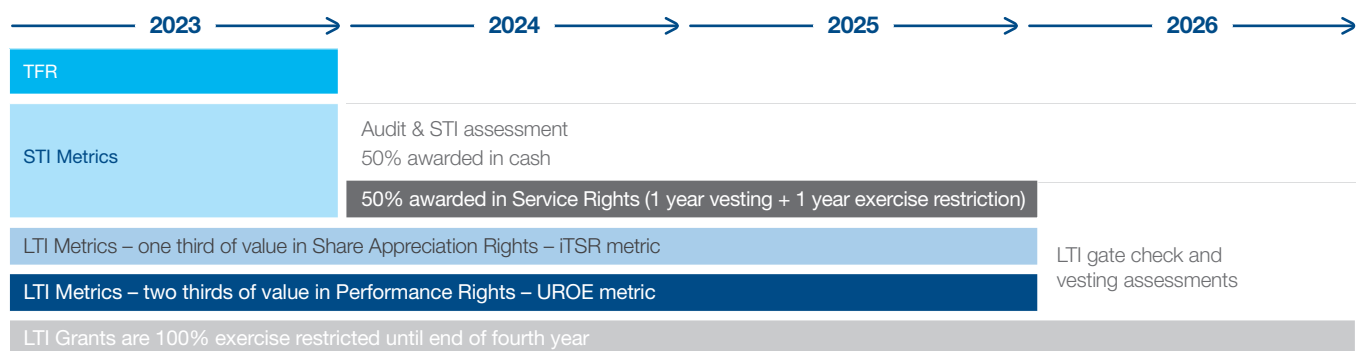 2023 2024 2025 2026
TFR
STI Metrics
Audit & STI assessment
50% awarded in cash
50% awarded in Service Rights (1 year vesting + 1 year exercise restriction)
LTI Metrics – one third of value in Share Appreciation Rights – iTSR metric
LTI Metrics – two thirds of value in Performance Rights – UROE metric
LTI gate check and
vesting assessments
LTI Grants are 100% exercise restricted until end of fourth year